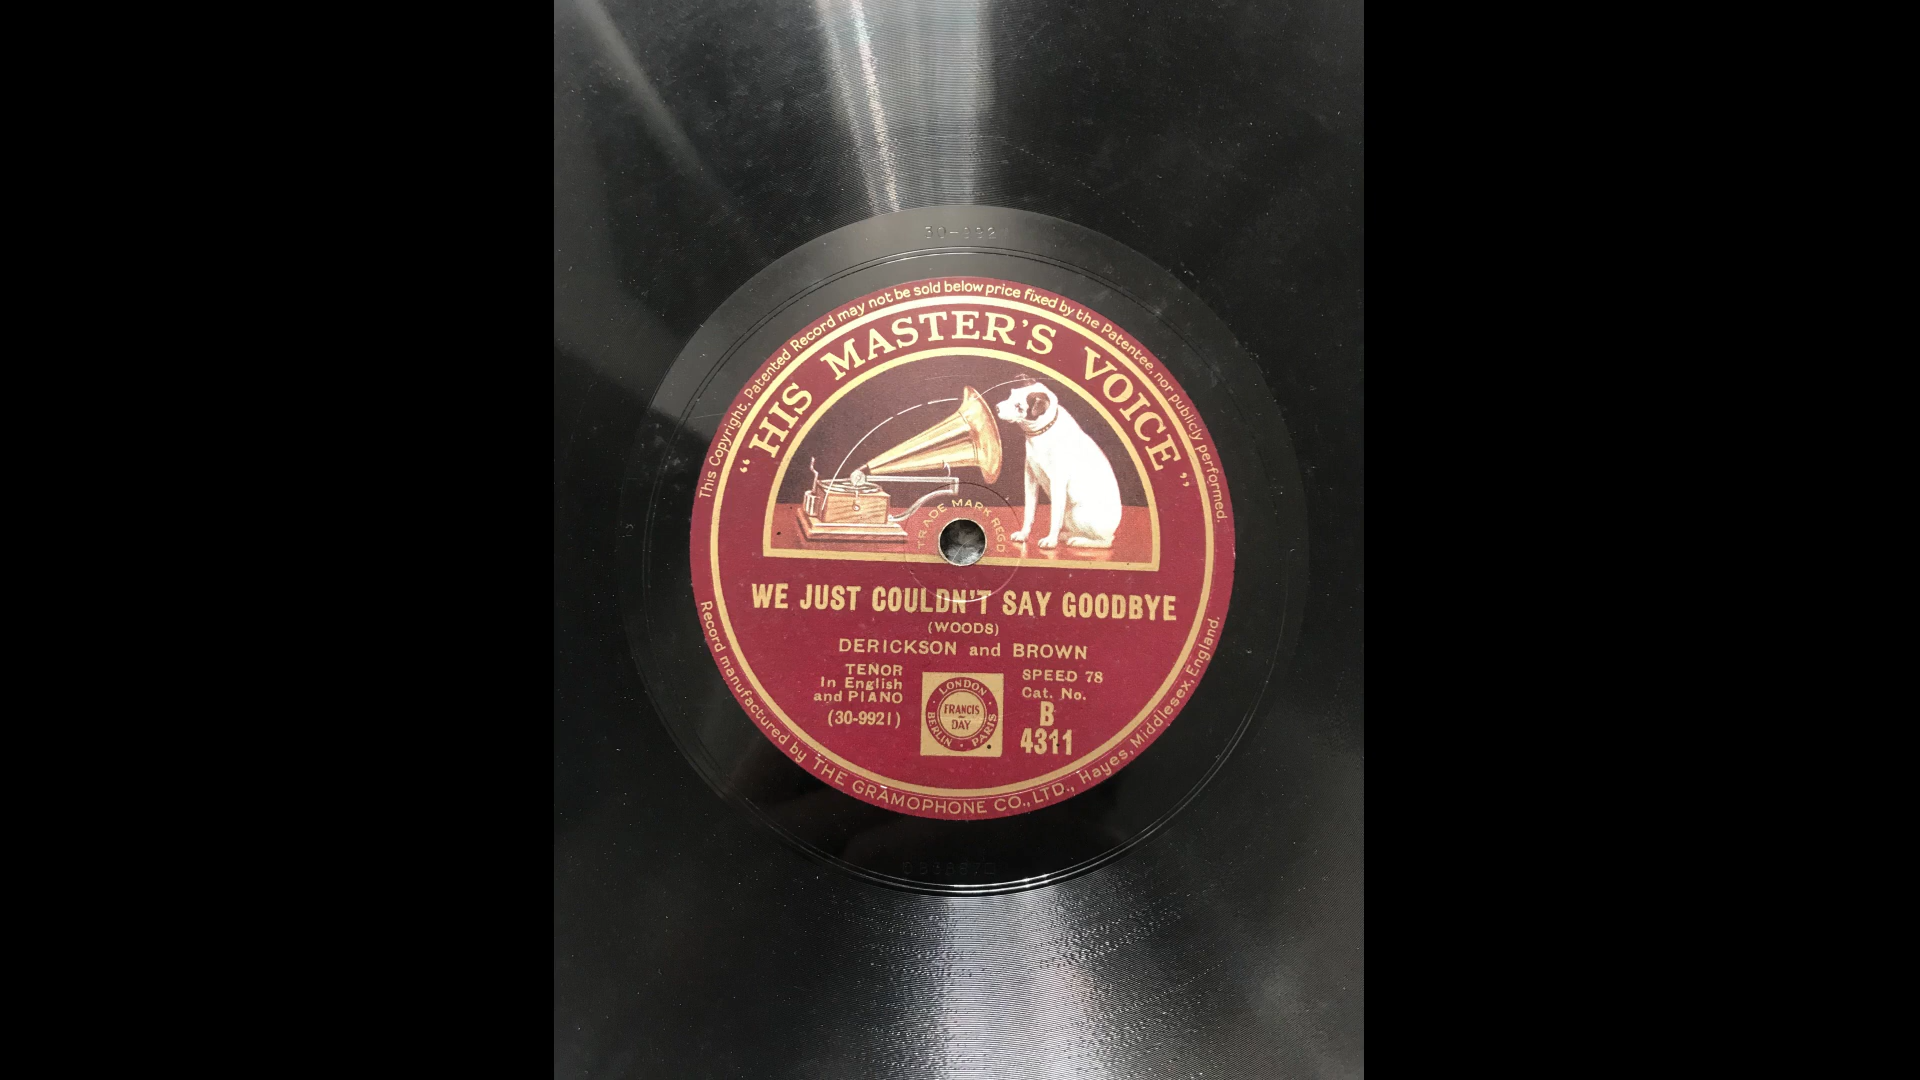 This Copyright, Patented Record may not be sold below price fixed by the Patentee, nor publicly performed.
"HIS MASTER'S VOICE"
TRADE MARK REGD
WE JUST COULDN'T SAY GOODBYE
(WOODS)
DERICKSON and BROWN
TENOR
In English
and PIANO
(30-9921)
LONDON
FRANCIS
DAY
BERLIN • PARIS
SPEED 78
Cat. No.
B
4311
Record manufactured by THE GRAMOPHONE CO., LTD., Hayes, Middlesex, England.